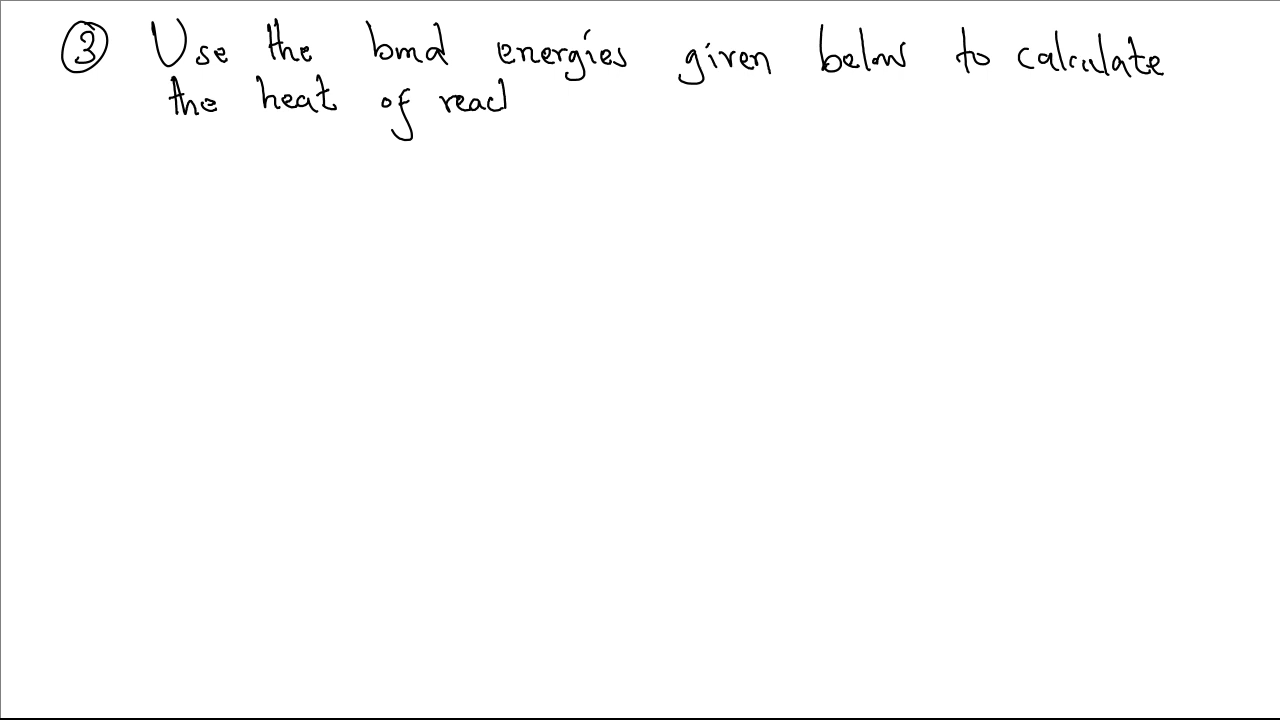 ③ Use the bond energies given below to calculate
the heat of reac